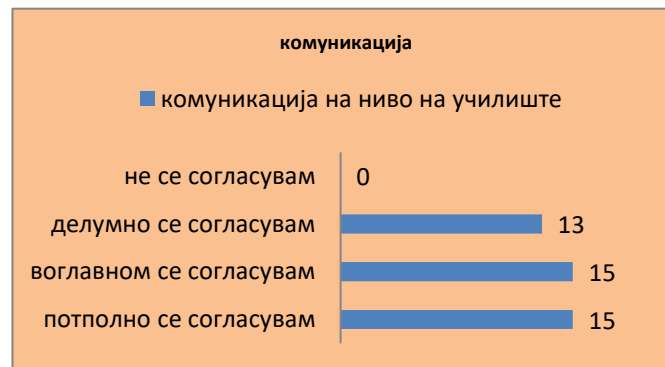 комуникација
комуникација на ниво на училиште
не се согласувам 0
делумно се согласувам 13
воглавном се согласувам 15
потполно се согласувам 15